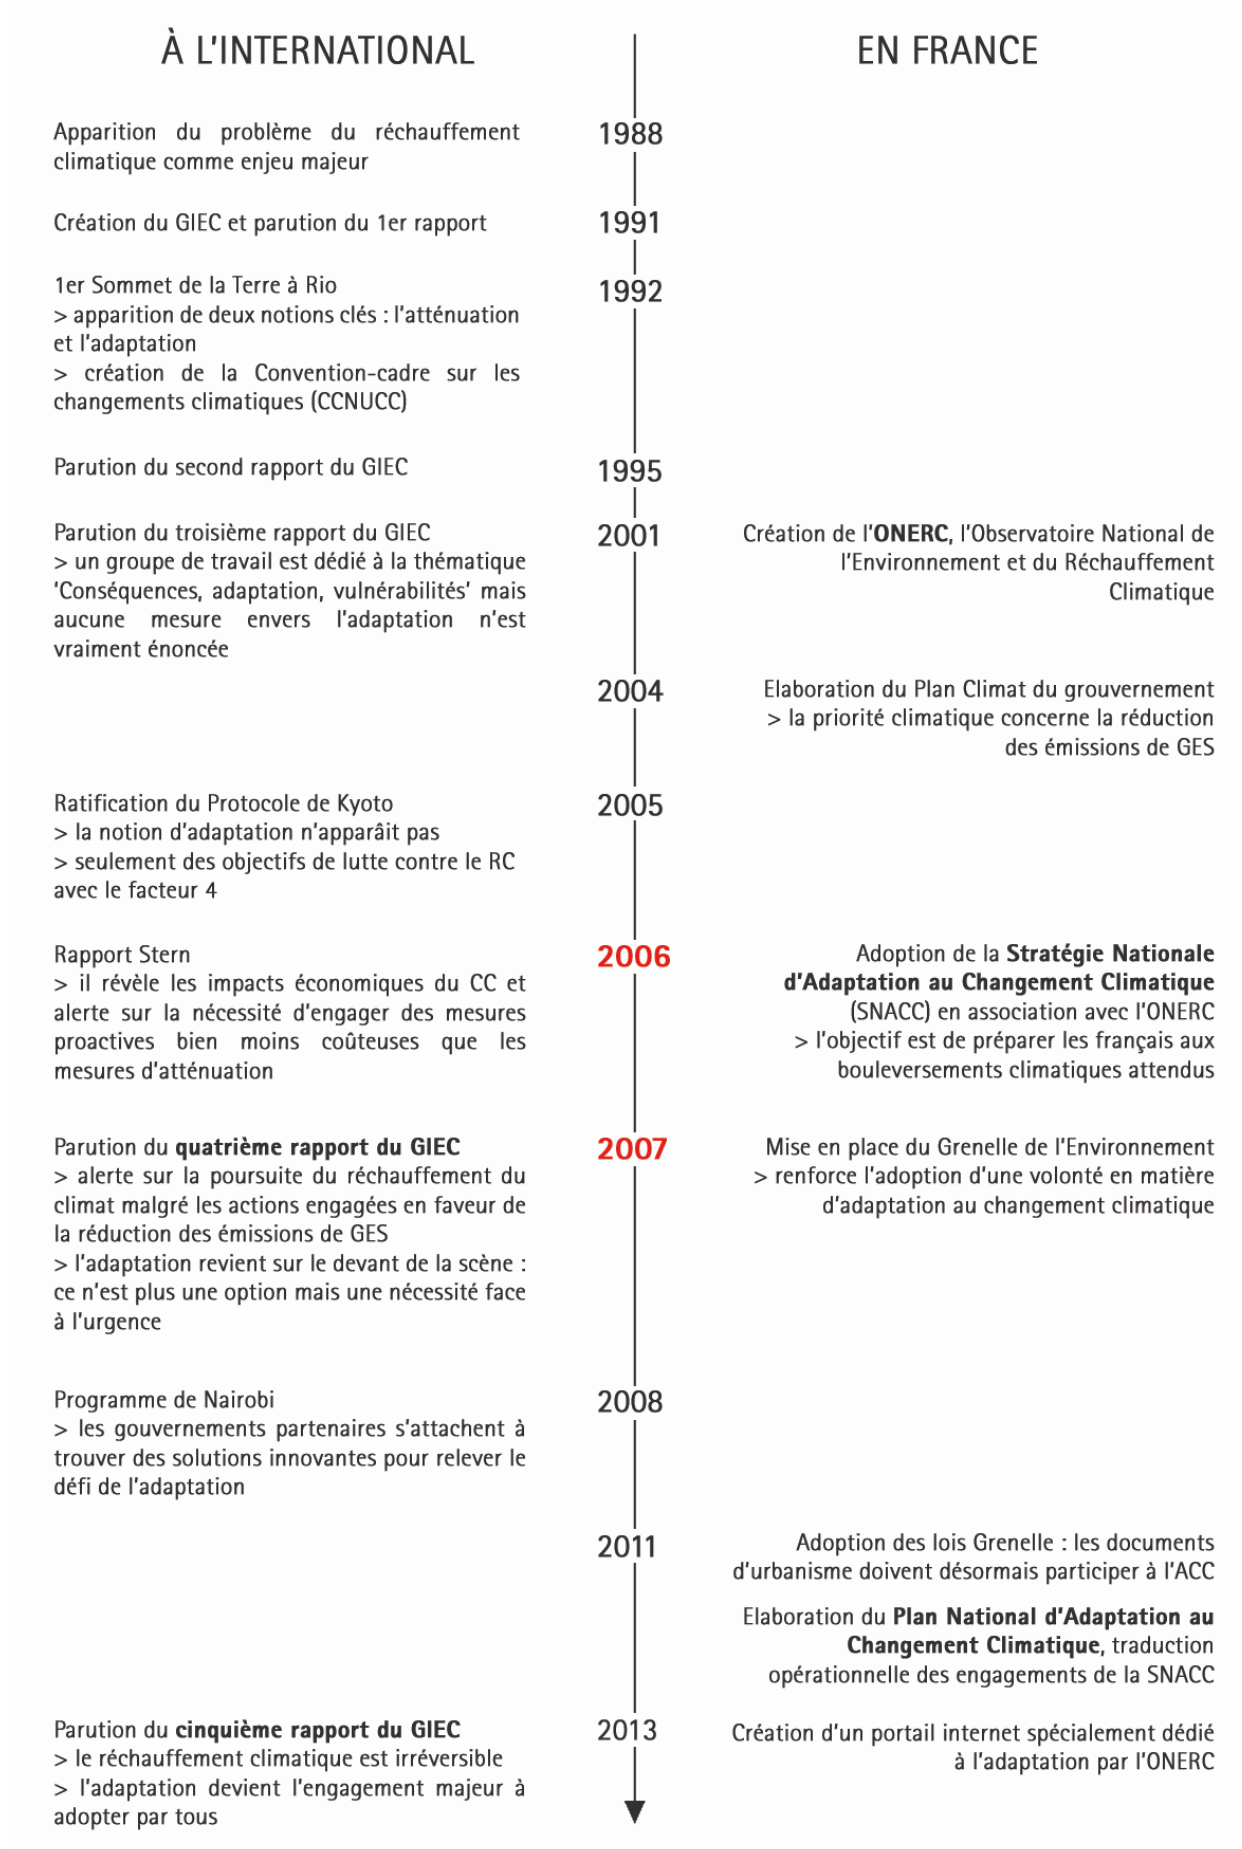 À L'INTERNATIONAL
EN FRANCE
Apparition du problème du réchauffement
climatique comme enjeu majeur
1988
Création du GIEC et parution du 1er rapport
1991
1er Sommet de la Terre à Rio
> apparition de deux notions clés : l'atténuation
et l'adaptation
> création de la Convention-cadre sur les
changements climatiques (CCNUCC)
1992
Parution du second rapport du GIEC
1995
Parution du troisième rapport du GIEC
> un groupe de travail est dédié à la thématique
'Conséquences, adaptation, vulnérabilités' mais
aucune mesure envers l'adaptation n'est
vraiment énoncée
2001
Création de l'ONERC, l'Observatoire National de
l'Environnement et du Réchauffement
Climatique
2004
Elaboration du Plan Climat du grouvernement
> la priorité climatique concerne la réduction
des émissions de GES
Ratification du Protocole de Kyoto
> la notion d'adaptation n'apparâit pas
> seulement des objectifs de lutte contre le RC
avec le facteur 4
2005
Rapport Stern
> il révèle les impacts économiques du CC et
alerte sur la nécessité d'engager des mesures
proactives bien moins coûteuses que les
mesures d'atténuation
2006
Adoption de la Stratégie Nationale
d'Adaptation au Changement Climatique
(SNACC) en association avec l'ONERC
> l'objectif est de préparer les français aux
bouleversements climatiques attendus
Parution du quatrième rapport du GIEC
> alerte sur la poursuite du réchauffement du
climat malgré les actions engagées en faveur de
la réduction des émissions de GES
> l'adaptation revient sur le devant de la scène :
ce n'est plus une option mais une nécessité face
à l'urgence
2007
Mise en place du Grenelle de l'Environnement
> renforce l'adoption d'une volonté en matière
d'adaptation au changement climatique
Programme de Nairobi
> les gouvernements partenaires s'attachent à
trouver des solutions innovantes pour relever le
défi de l'adaptation
2008
2011
Adoption des lois Grenelle : les documents
d'urbanisme doivent désormais participer à l'ACC
Elaboration du Plan National d'Adaptation au
Changement Climatique, traduction
opérationnelle des engagements de la SNACC
Parution du cinquième rapport du GIEC
> le réchauffement climatique est irréversible
> l'adaptation devient l'engagement majeur à
adopter par tous
2013
Création d'un portail internet spécialement dédié
à l'adaptation par l'ONERC